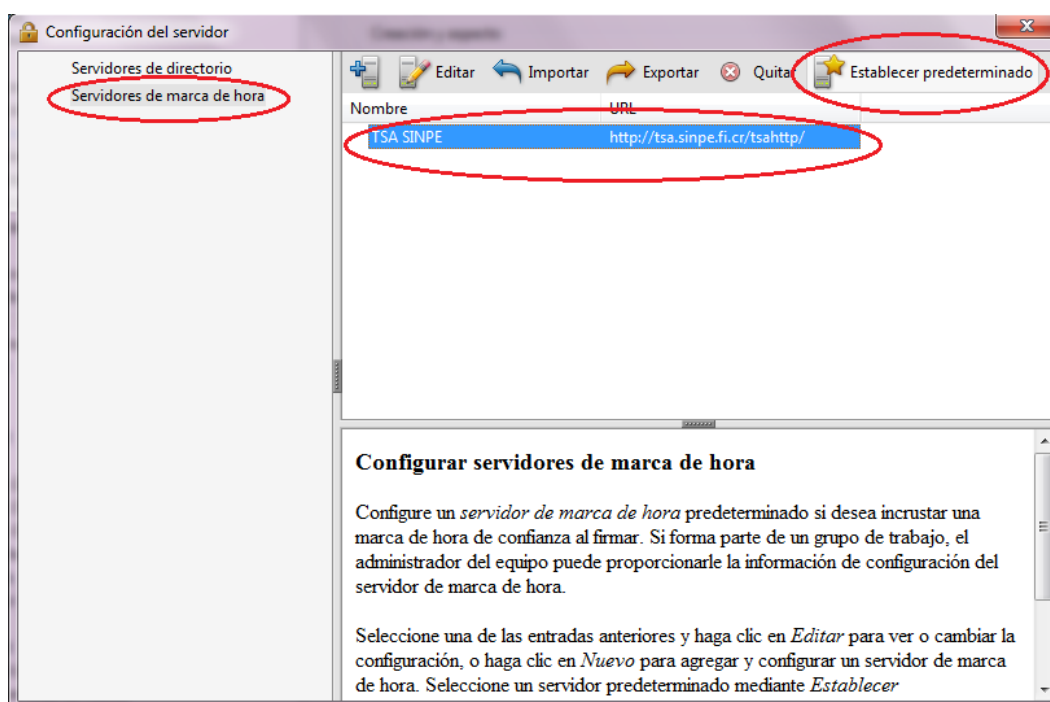 Configuración del servidor
Servidores de directorio
Servidores de marca de hora
Editar Importar Exportar Quitar Establecer predeterminado
Nombre URL
TSA SINPE http://tsa.sinpe.fi.cr/tsahttp/
Configurar servidores de marca de hora
Configure un servidor de marca de hora predeterminado si desea incrustar una
marca de hora de confianza al firmar. Si forma parte de un grupo de trabajo, el
administrador del equipo puede proporcionarle la información de configuración del
servidor de marca de hora.
Seleccione una de las entradas anteriores y haga clic en Editar para ver o cambiar la
configuración, o haga clic en Nuevo para agregar y configurar un servidor de marca
de hora. Seleccione un servidor predeterminado mediante Establecer